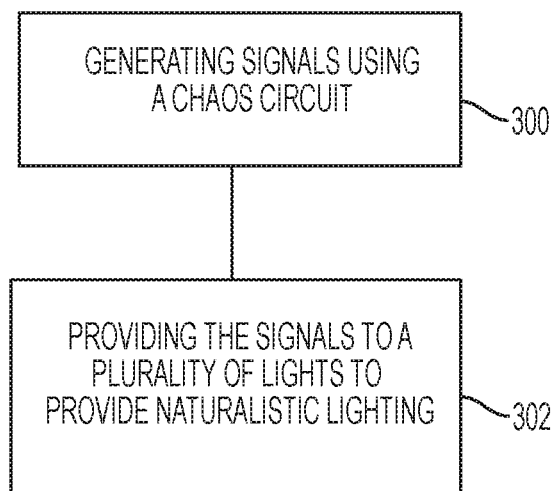 GENERATING SIGNALS USING
A CHAOS CIRCUIT
300
PROVIDING THE SIGNALS TO A
PLURALITY OF LIGHTS TO
PROVIDE NATURALISTIC LIGHTING
302